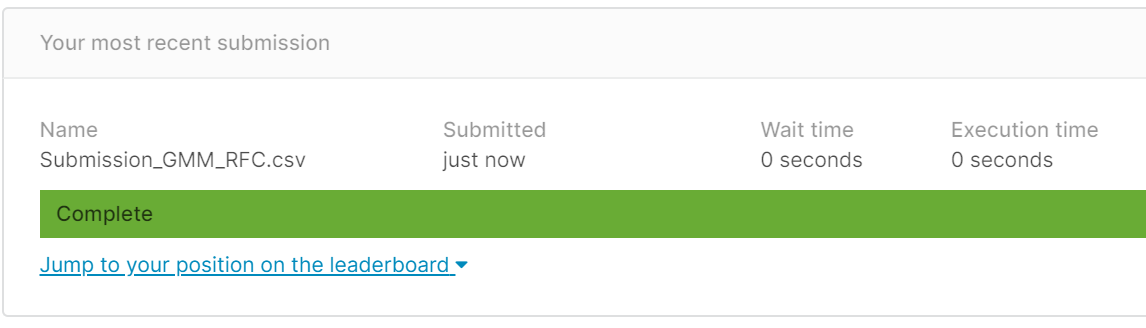 Your most recent submission
Name Submitted Wait time Execution time
Submission_GMM_RFC.csv just now 0 seconds 0 seconds
Complete
Jump to your position on the leaderboard